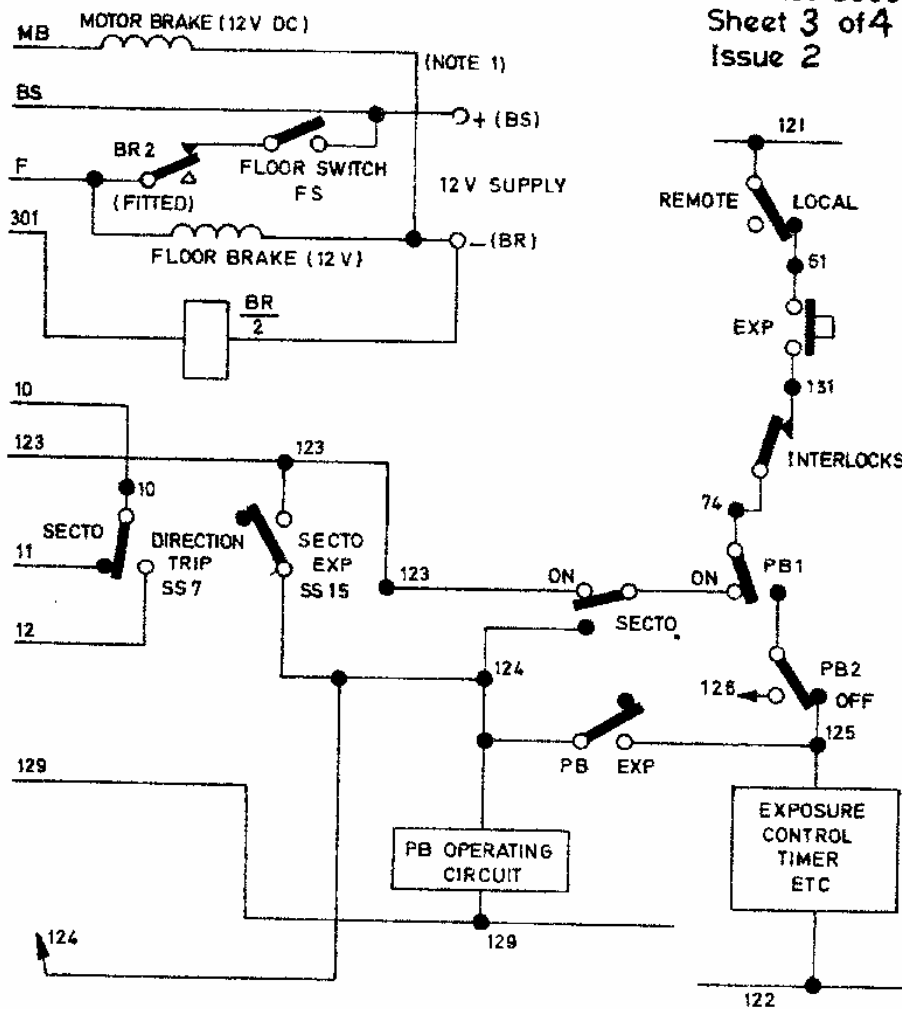 Sheet 3 of 4
Issue 2
MB
MOTOR BRAKE (12V DC)
(NOTE 1)
BS
+ (BS)
BR2
FLOOR SWITCH
FS
F
(FITTED)
12V SUPPLY
301
FLOOR BRAKE (12V)
- (BR)
BR
2
121
REMOTE
LOCAL
61
EXP
131
INTERLOCKS
74
10
123
123
10
SECTO
DIRECTION
TRIP
SS7
SECTO
EXP
SS15
11
12
123
ON
ON
PB1
SECTO
124
PB2
126
OFF
125
PB
EXP
129
PB OPERATING
CIRCUIT
EXPOSURE
CONTROL
TIMER
ETC
124
129
122